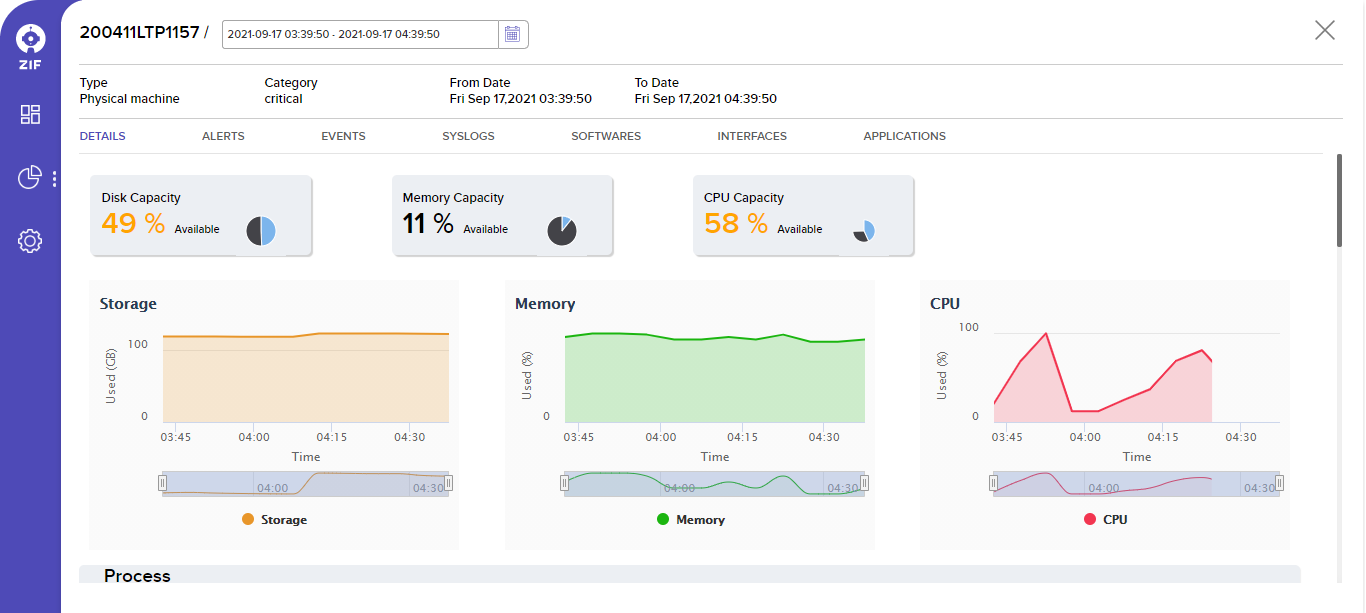 ZIF
200411LTP1157 /
2021-09-17 03:39:50 - 2021-09-17 04:39:50
Type
Physical machine
Category
critical
From Date
Fri Sep 17,2021 03:39:50
To Date
Fri Sep 17,2021 04:39:50
DETAILS ALERTS EVENTS SYSLOGS SOFTWARES INTERFACES APPLICATIONS
Disk Capacity
49 % Available
Memory Capacity
11 % Available
CPU Capacity
58 % Available
Storage
Used (GB)
100
0
03:45 04:00 04:15 04:30
Time
04:00 04:30
Storage
Memory
Used (%)
0
03:45 04:00 04:15 04:30
Time
04:00 04:30
Memory
CPU
Used (%)
100
0
03:45 04:00 04:15 04:30
Time
04:00 04:30
CPU
Process